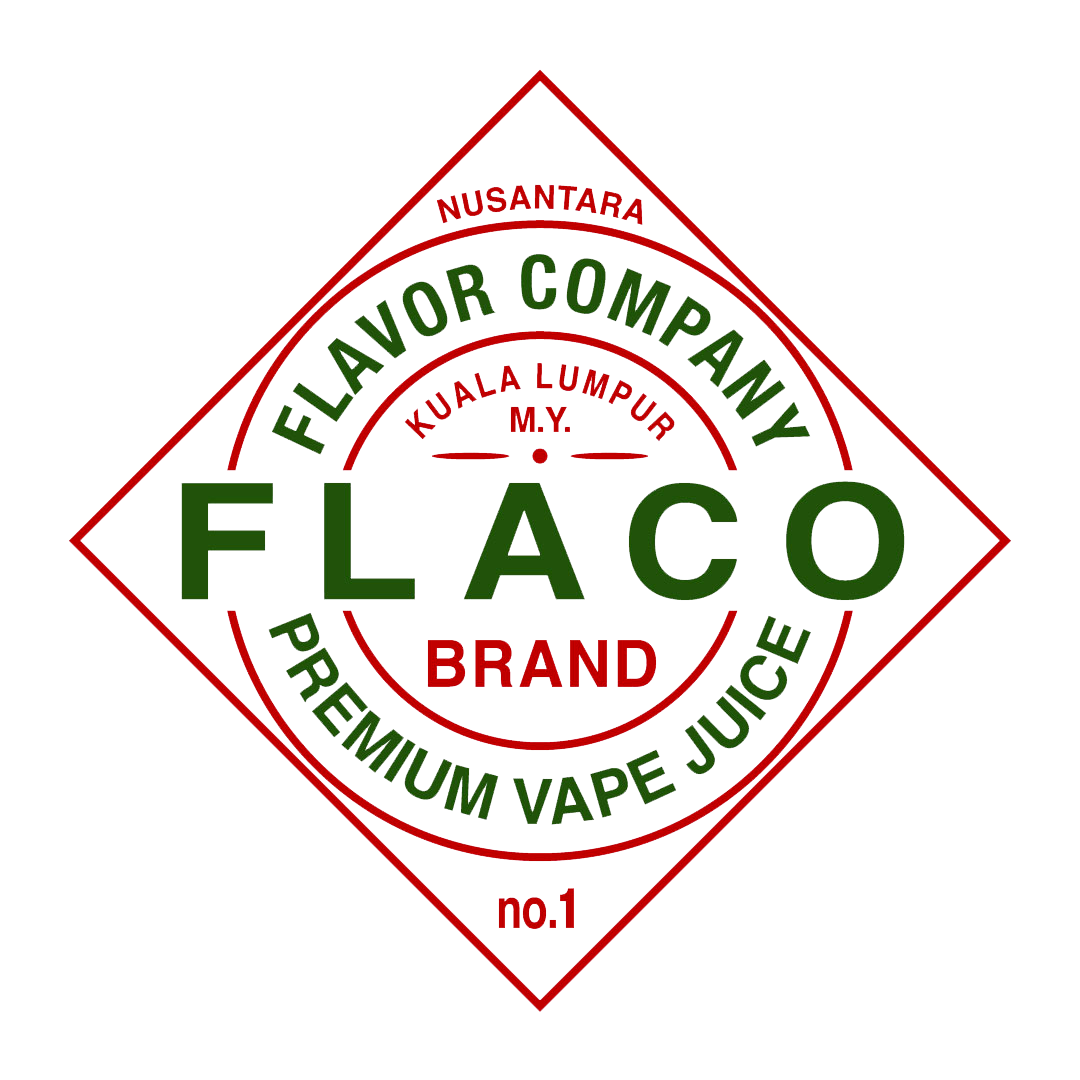 NUSANTARA
FLAVOR COMPANY
KUALA LUMPUR
M.Y.
FLACO
BRAND
PREMIUM VAPE JUICE
no.1